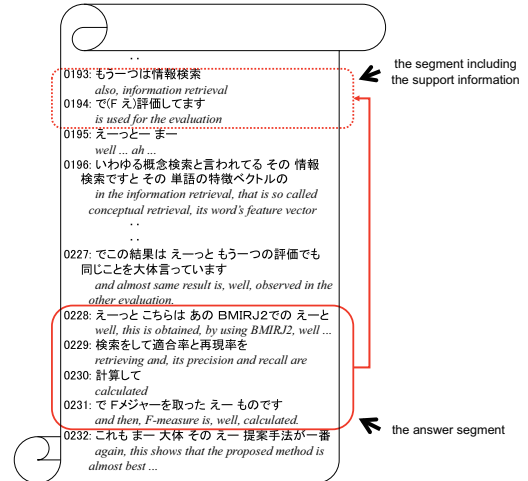 ‥
0193: もう一つは情報検索
also, information retrieval
0194: で(F え)評価してます
is used for the evaluation
0195: えーっとー まー
well ... ah ...
0196: いわゆる概念検索と言われてる その 情報
検索ですと その 単語の特徴ベクトルの
in the information retrieval, that is so called
conceptual retrieval, its word's feature vector
‥
‥
0227: でこの結果は えーっと もう一つの評価でも
同じことを大体言っています
and almost same result is, well, observed in the
other evaluation.
0228: えーっと こちらは あの BMIRJ2での えーと
well, this is obtained, by using BMIRJ2, well ...
0229: 検索をして適合率と再現率を
retrieving and, its precision and recall are
0230: 計算して
calculated
0231: で Fメジャーを取った えー ものです
and then, F-measure is, well, calculated.
0232: これも まー 大体 その えー 提案手法が一番
again, this shows that the proposed method is
almost best ...
the segment including
the support information
the answer segment